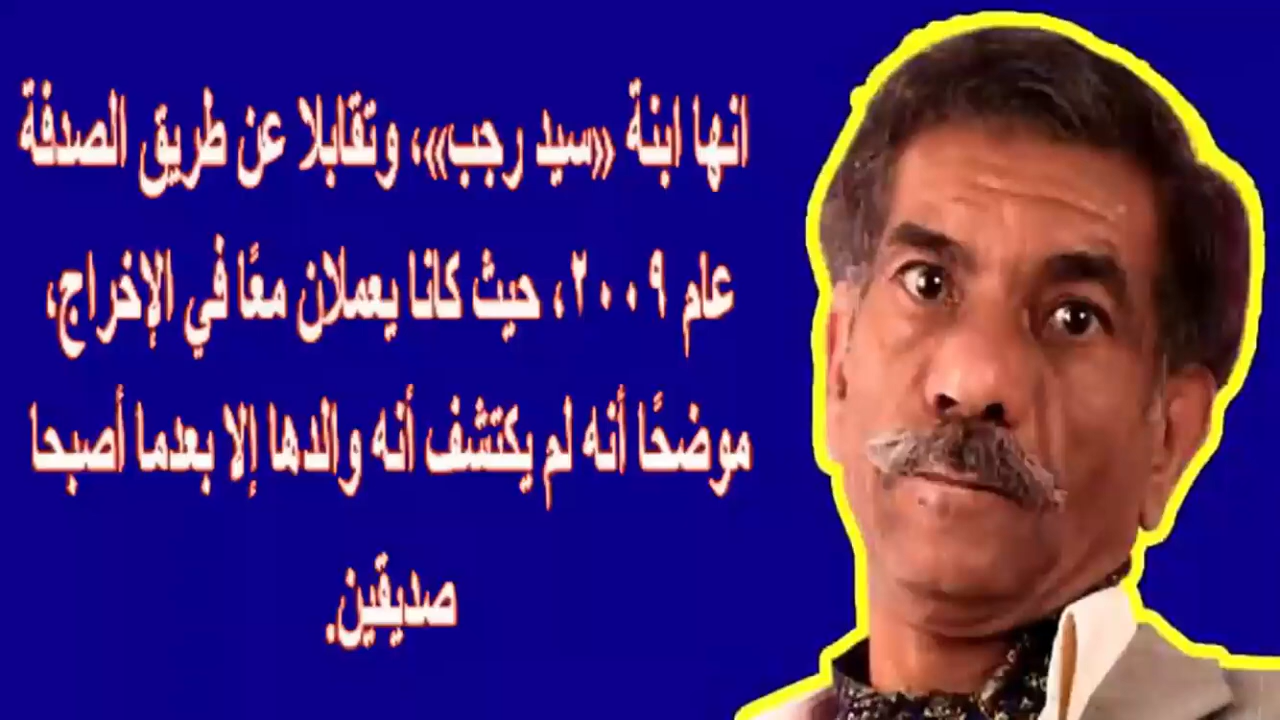 انها ابنة «سيد رجب»، وتقابلا عن طريق الصدفة
عام ٢٠٠٩، حيث كانا يعملان معًا في الإخراج،
موضحًا أنه لم يكتشف أنه والدها إلا بعدما أصبحا
صديقين.